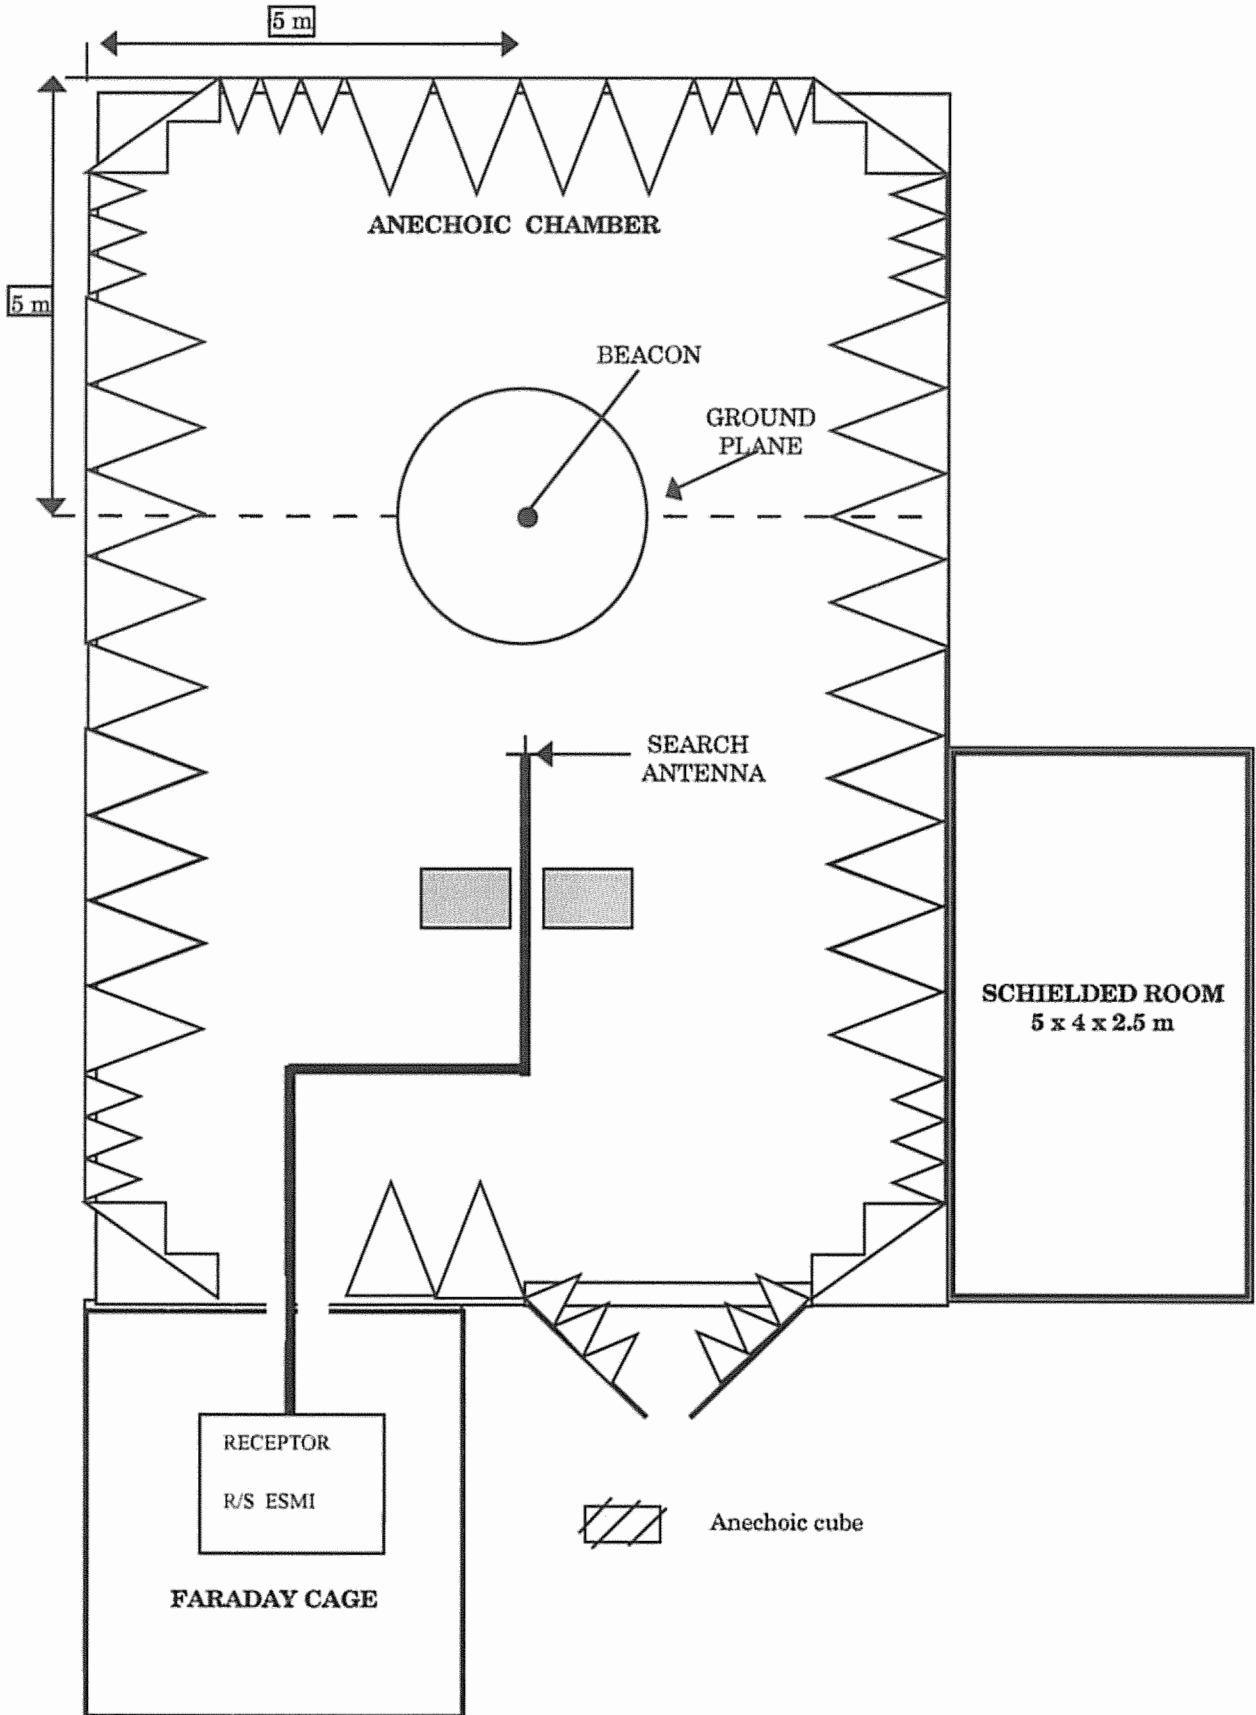 5 m
ANECHOIC CHAMBER
5 m
BEACON
GROUND
PLANE
SEARCH
ANTENNA
SCHIELDED ROOM
5 x 4 x 2.5 m
RECEPTOR
R/S ESMI
Anechoic cube
FARADAY CAGE